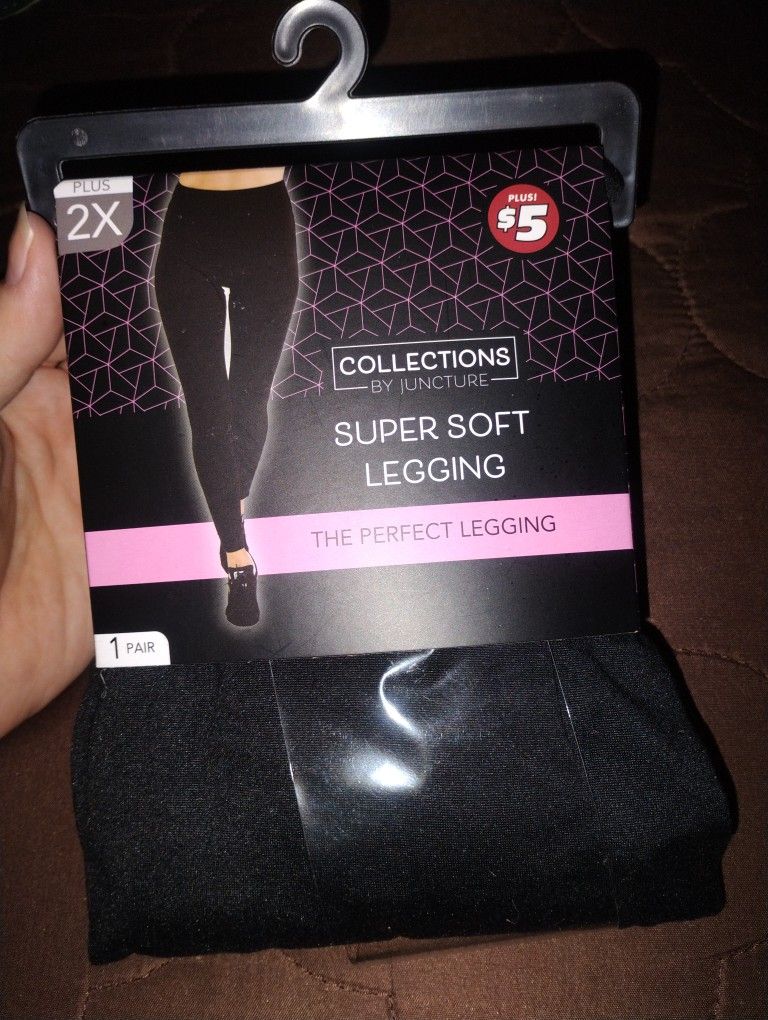 PLUS
2X
PLUS!
$5
COLLECTIONS
BY JUNCTURE
SUPER SOFT
LEGGING
THE PERFECT LEGGING
1 PAIR